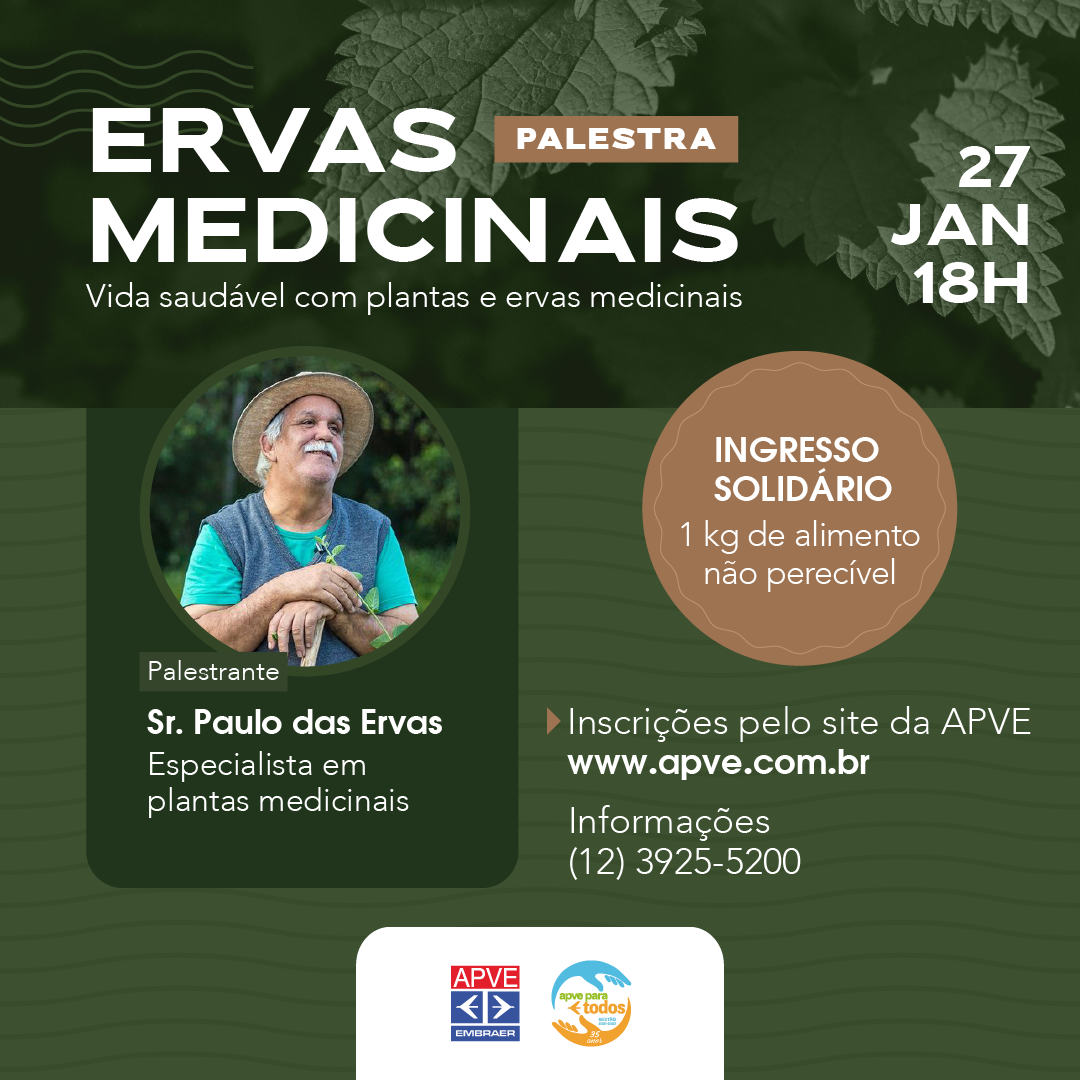 ERVAS
PALESTRA
MEDICINAIS
Vida saudável com plantas e ervas medicinais
27
JAN
18H
INGRESSO
SOLIDÁRIO
1 kg de alimento
não perecível
Palestrante
Sr. Paulo das Ervas
Especialista em
plantas medicinais
Inscrições pelo site da APVE
www.apve.com.br
Informações
(12) 3925-5200
APVE
EMBRAER
apve para
todos
35
anos